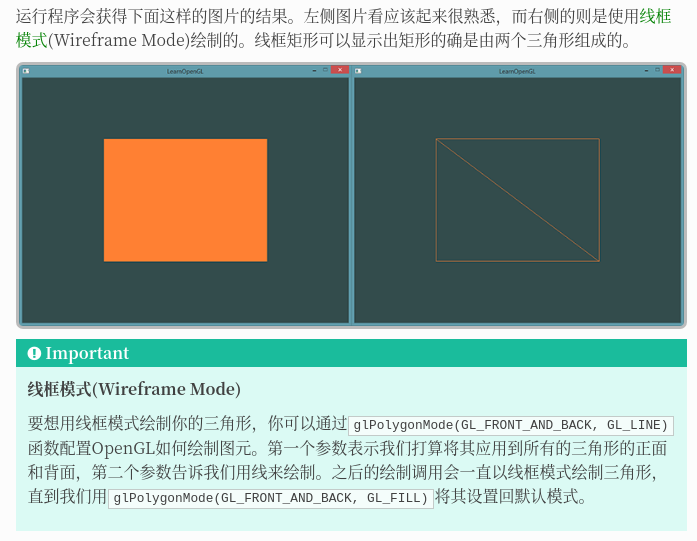 运行程序会获得下面这样的图片的结果。左侧图片看应该起来很熟悉，而右侧的则是使用线框
模式(Wireframe Mode)绘制的。线框矩形可以显示出矩形的确是由两个三角形组成的。
LearnOpenGL
LearnOpenGL
Important
线框模式(Wireframe Mode)
要想用线框模式绘制你的三角形，你可以通过glPolygonMode(GL_FRONT_AND_BACK, GL_LINE)
函数配置OpenGL如何绘制图元。第一个参数表示我们打算将其应用到所有的三角形的正面
和背面，第二个参数告诉我们用线来绘制。之后的绘制调用会一直以线框模式绘制三角形，
直到我们用glPolygonMode(GL_FRONT_AND_BACK, GL_FILL)将其设置回默认模式。